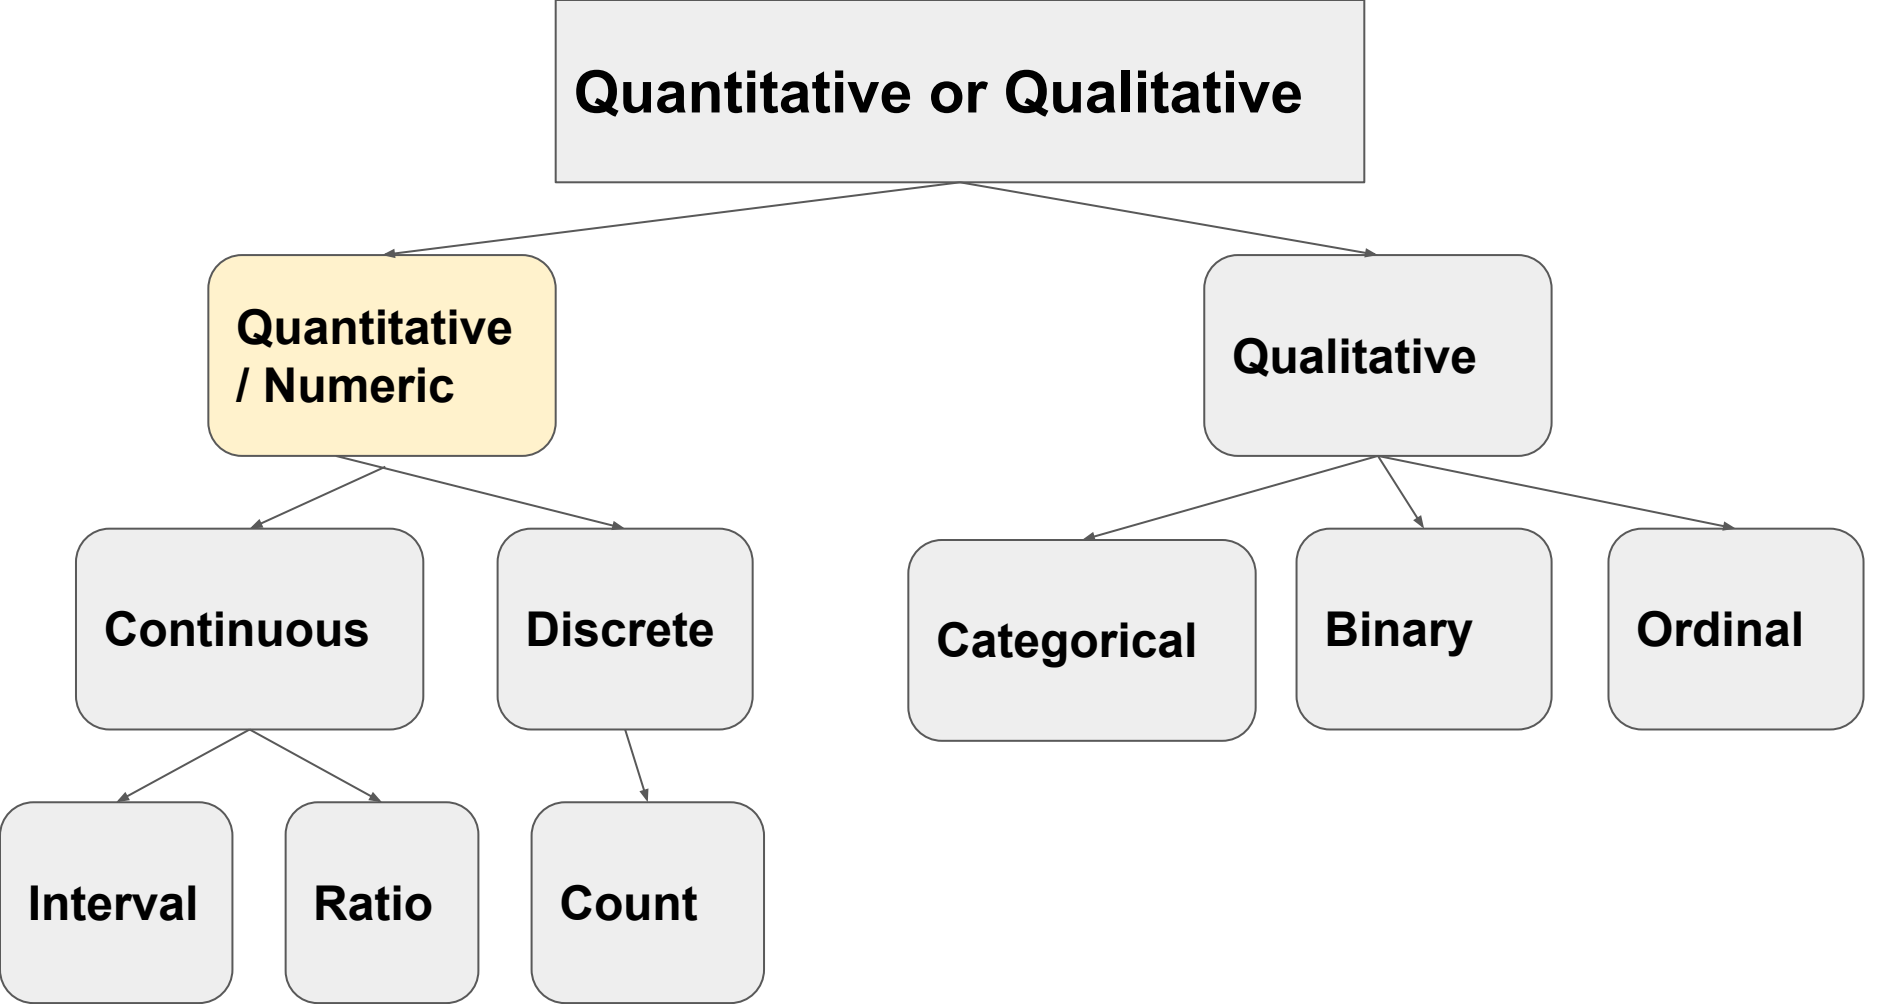 Quantitative or Qualitative
Quantitative
/ Numeric
Qualitative
Continuous
Discrete
Categorical
Binary
Ordinal
Interval
Ratio
Count